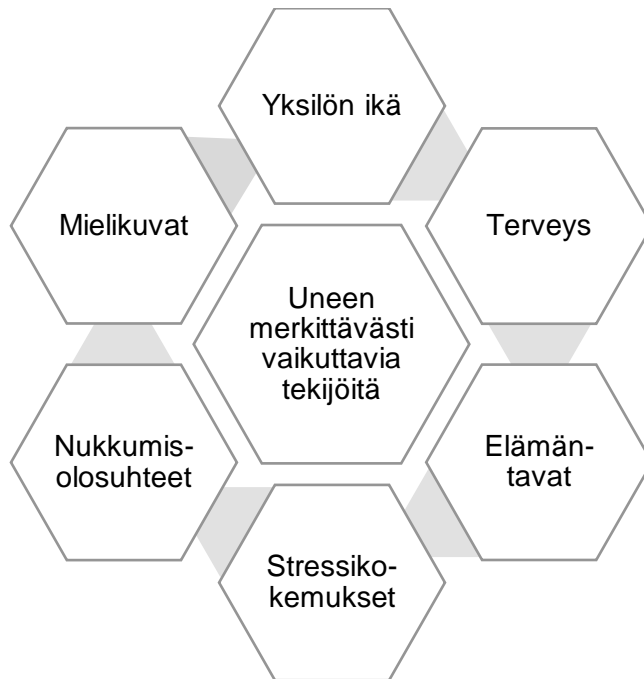 Yksilön ikä
Mielikuvat
Terveys
Uneen
merkittävästi
vaikuttavia
tekijöitä
Nukkumis-
olosuhteet
Elämän-
tavat
Stressiko-
kemukset